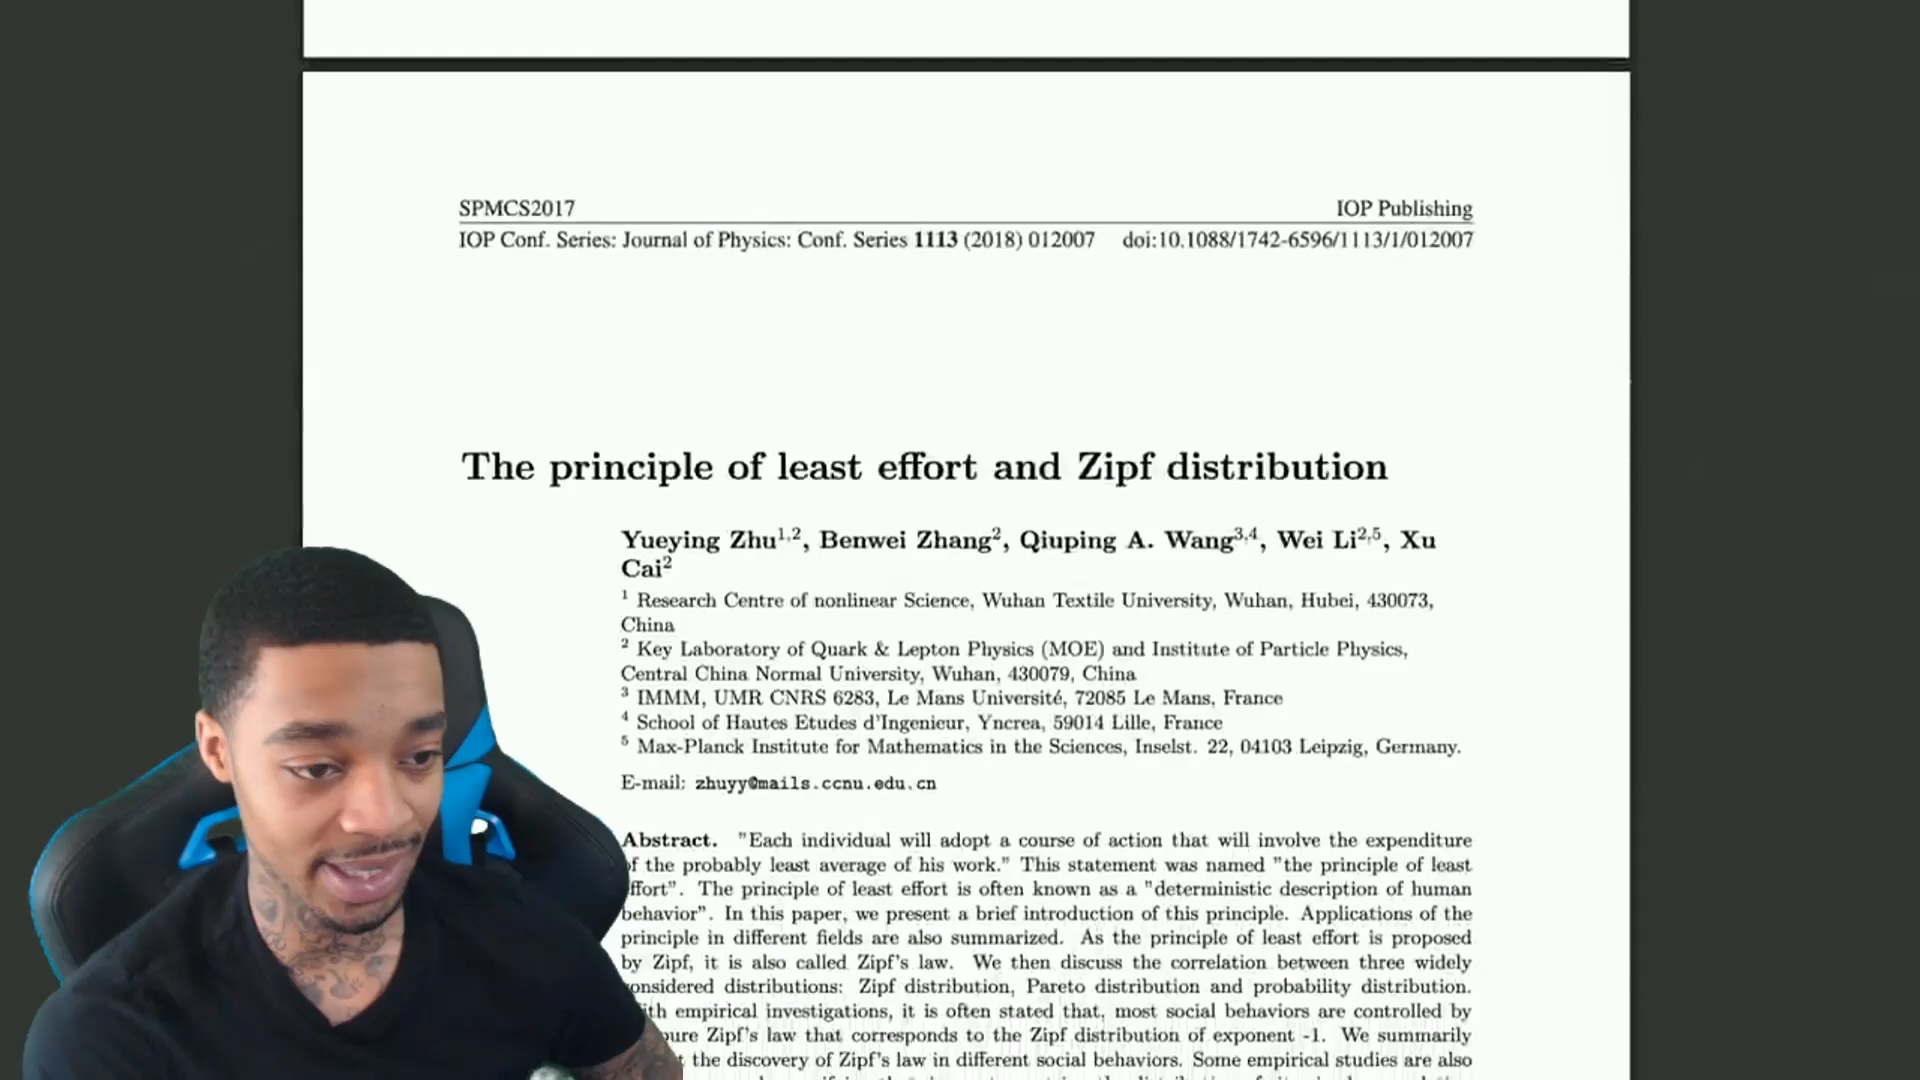 SPMCS2017 IOP Publishing
IOP Conf. Series: Journal of Physics: Conf. Series 1113 (2018) 012007 doi:10.1088/1742-6596/1113/1/012007
The principle of least effort and Zipf distribution
Yueying Zhu1,2, Benwei Zhang2, Qiuping A. Wang3,4, Wei Li2,5, Xu
Cai2
1 Research Centre of nonlinear Science, Wuhan Textile University, Wuhan, Hubei, 430073,
China
2 Key Laboratory of Quark & Lepton Physics (MOE) and Institute of Particle Physics,
Central China Normal University, Wuhan, 430079, China
3 IMMM, UMR CNRS 6283, Le Mans Université, 72085 Le Mans, France
4 School of Hautes Etudes d'Ingenieur, Yncrea, 59014 Lille, France
5 Max-Planck Institute for Mathematics in the Sciences, Inselst. 22, 04103 Leipzig, Germany.
E-mail: zhuyy@mails.ccnu.edu.cn
Abstract. "Each individual will adopt a course of action that will involve the expenditure
of the probably least average of his work." This statement was named "the principle of least
ffort". The principle of least effort is often known as a "deterministic description of human
behavior". In this paper, we present a brief introduction of this principle. Applications of the
principle in different fields are also summarized. As the principle of least effort is proposed
by Zipf, it is also called Zipf's law. We then discuss the correlation between three widely
onsidered distributions: Zipf distribution, Pareto distribution and probability distribution.
ith empirical investigations, it is often stated that, most social behaviors are controlled by
pure Zipf's law that corresponds to the Zipf distribution of exponent -1. We summarily
the discovery of Zipf's law in different social behaviors. Some empirical studies are also